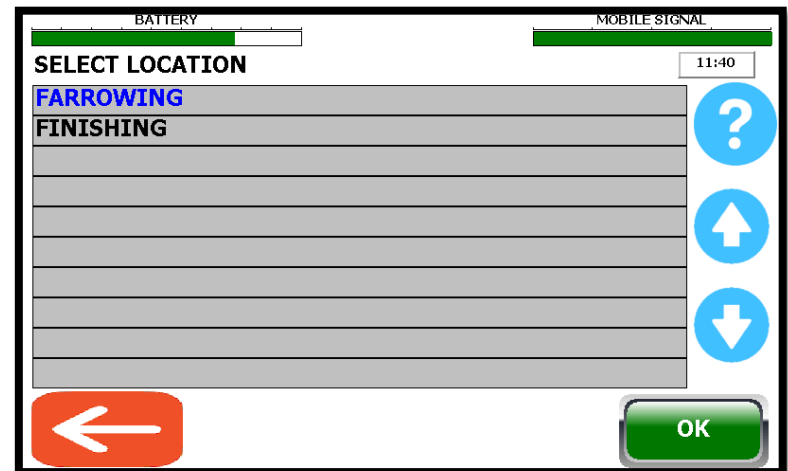 BATTERY
MOBILE SIGNAL
SELECT LOCATION
11:40
FARROWING
FINISHING
?
OK